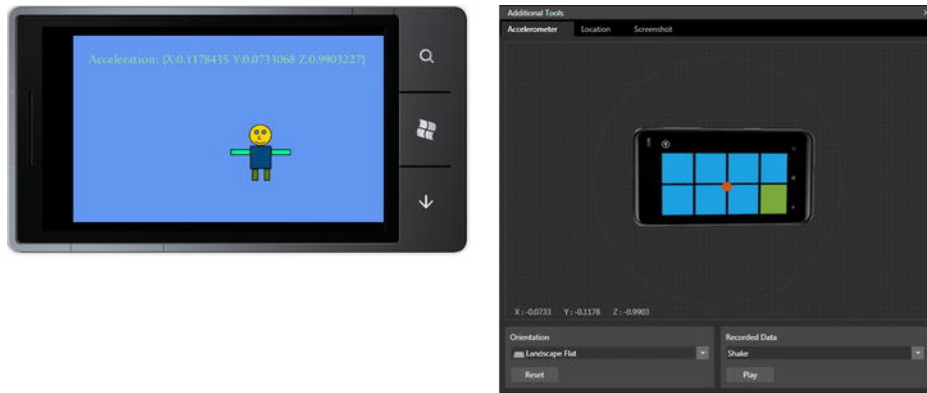 Acceleration: {X:0.1178435 Y:0.0733068 Z:0.9903227}
Additional Tools
Accelerometer Location Screenshot
X : -0.0733 Y : -0.1178 Z : -0.9903
Orientation
Landscape Flat
Reset
Recorded Data
Shake
Play